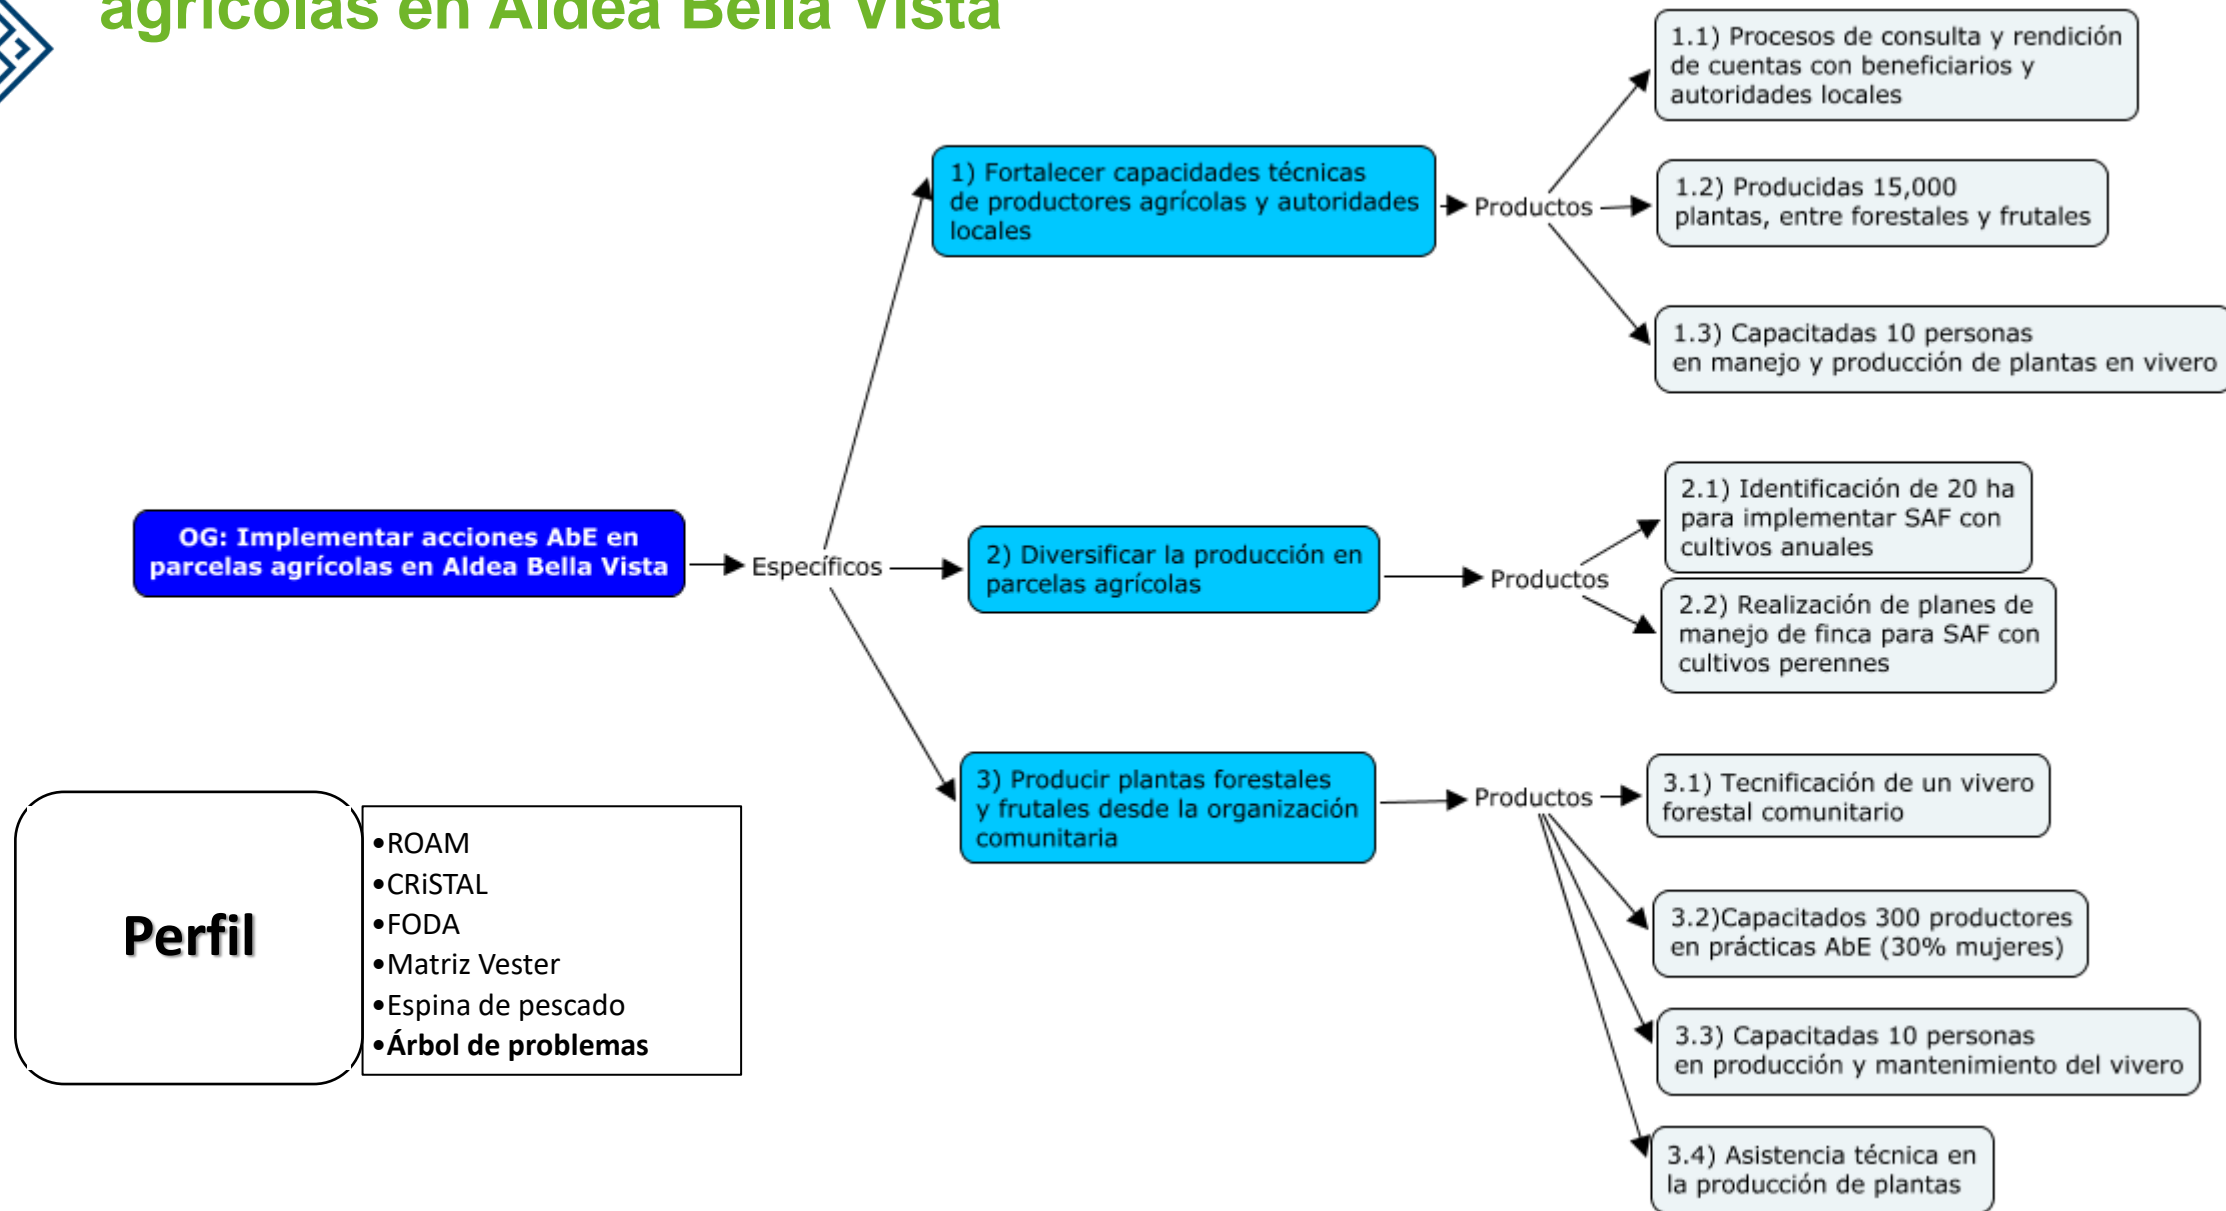 agrícolas en Aldea Bella Vista
OG: Implementar acciones AbE en
parcelas agrícolas en Aldea Bella Vista
Específicos
1) Fortalecer capacidades técnicas
de productores agrícolas y autoridades
locales
Productos
1.1) Procesos de consulta y rendición
de cuentas con beneficiarios y
autoridades locales
1.2) Producidas 15,000
plantas, entre forestales y frutales
1.3) Capacitadas 10 personas
en manejo y producción de plantas en vivero
2) Diversificar la producción en
parcelas agrícolas
Productos
2.1) Identificación de 20 ha
para implementar SAF con
cultivos anuales
2.2) Realización de planes de
manejo de finca para SAF con
cultivos perennes
3) Producir plantas forestales
y frutales desde la organización
comunitaria
Productos
3.1) Tecnificación de un vivero
forestal comunitario
3.2)Capacitados 300 productores
en prácticas AbE (30% mujeres)
3.3) Capacitadas 10 personas
en producción y mantenimiento del vivero
3.4) Asistencia técnica en
la producción de plantas
Perfil
•ROAM
•CRiSTAL
•FODA
•Matriz Vester
•Espina de pescado
•Árbol de problemas